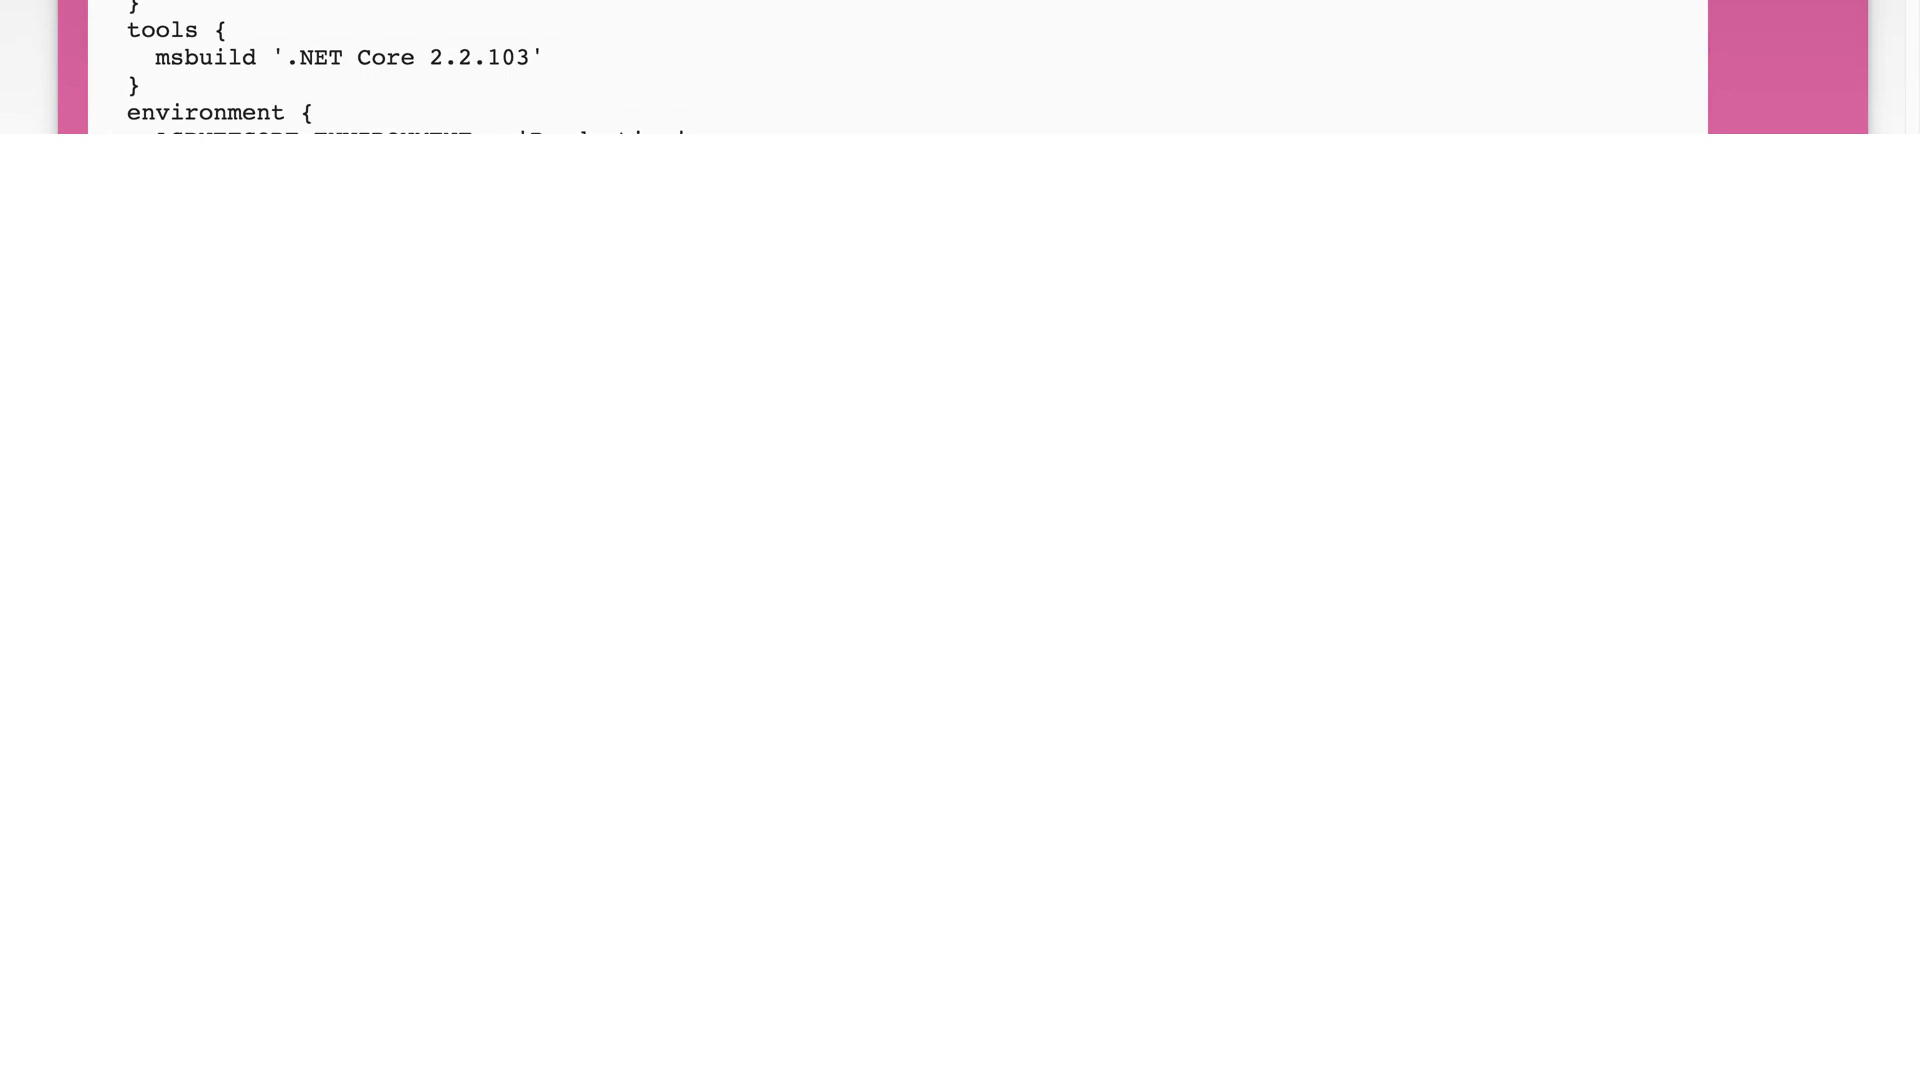 }
tools {
  msbuild '.NET Core 2.2.103'
}
environment {